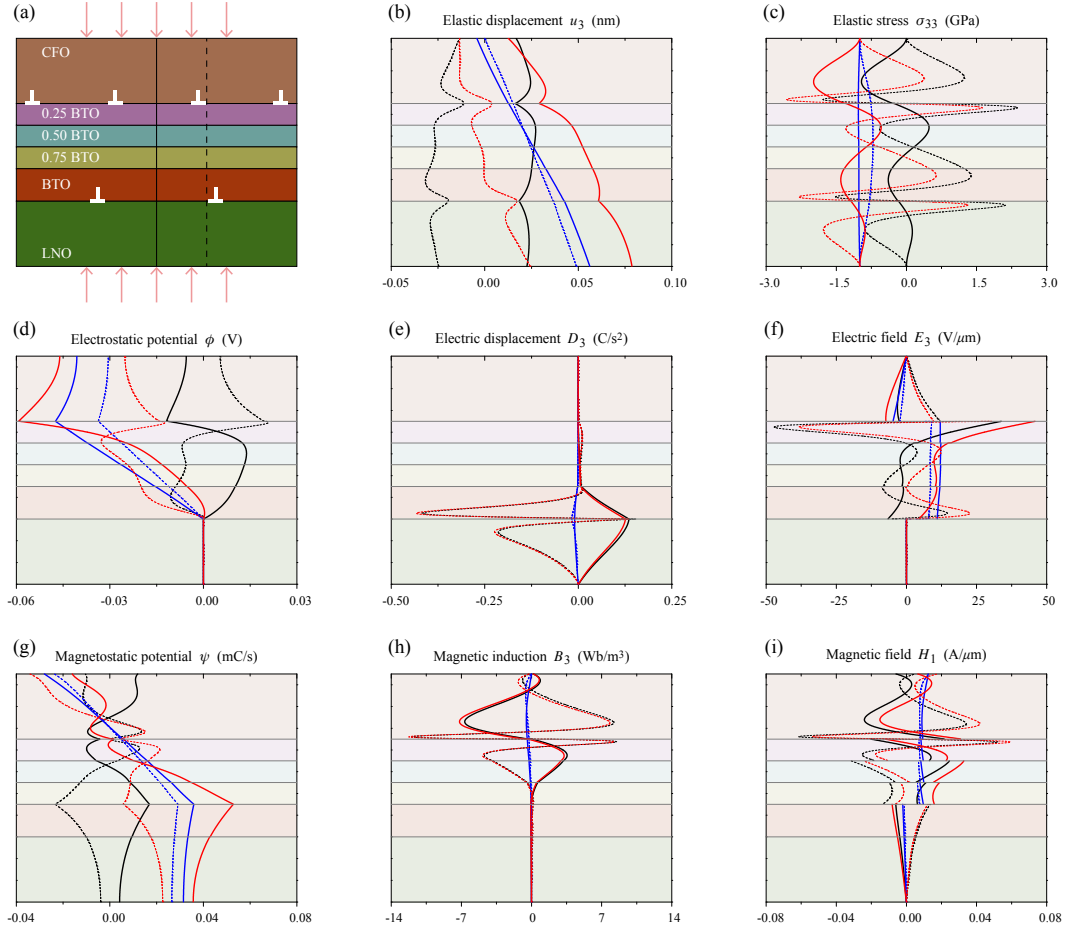 (a)
CFO
0.25 BTO
0.50 BTO
0.75 BTO
BTO
LNO
(b)
Elastic displacement u₃ (nm)
-0.05 0.00 0.05 0.10
(c)
Elastic stress σ₃₃ (GPa)
-3.0 -1.5 0.0 1.5 3.0
(d)
Electrostatic potential ϕ (V)
-0.06 -0.03 0.00 0.03
(e)
Electric displacement D₃ (C/s²)
-0.50 -0.25 0.00 0.25
(f)
Electric field E₃ (V/μm)
-50 -25 0 25 50
(g)
Magnetostatic potential ψ (mC/s)
-0.04 0.00 0.04 0.08
(h)
Magnetic induction B₃ (Wb/m³)
-14 -7 0 7 14
(i)
Magnetic field H₁ (A/μm)
-0.08 -0.04 0.00 0.04 0.08